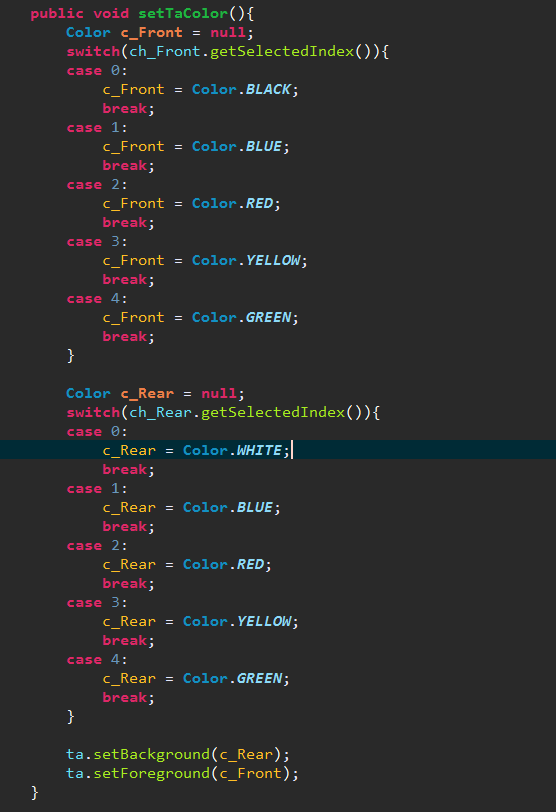 public void setTaColor(){
    Color c_Front = null;
    switch(ch_Front.getSelectedIndex()){
    case 0:
        c_Front = Color.BLACK;
        break;
    case 1:
        c_Front = Color.BLUE;
        break;
    case 2:
        c_Front = Color.RED;
        break;
    case 3:
        c_Front = Color.YELLOW;
        break;
    case 4:
        c_Front = Color.GREEN;
        break;
    }

    Color c_Rear = null;
    switch(ch_Rear.getSelectedIndex()){
    case 0:
        c_Rear = Color.WHITE;
        break;
    case 1:
        c_Rear = Color.BLUE;
        break;
    case 2:
        c_Rear = Color.RED;
        break;
    case 3:
        c_Rear = Color.YELLOW;
        break;
    case 4:
        c_Rear = Color.GREEN;
        break;
    }

    ta.setBackground(c_Rear);
    ta.setForeground(c_Front);
}